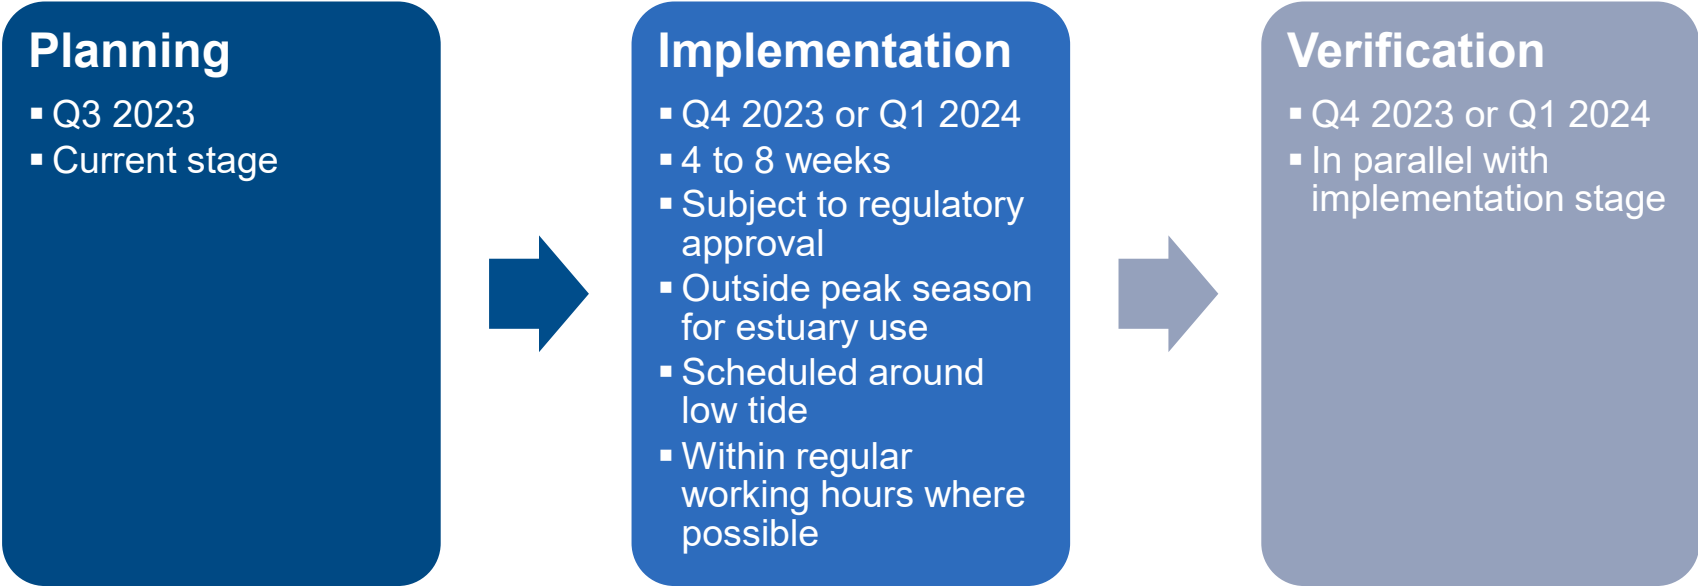 Planning
▪ Q3 2023
▪ Current stage
Implementation
▪ Q4 2023 or Q1 2024
▪ 4 to 8 weeks
▪ Subject to regulatory
approval
▪ Outside peak season
for estuary use
▪ Scheduled around
low tide
▪ Within regular
working hours where
possible
Verification
▪ Q4 2023 or Q1 2024
▪ In parallel with
implementation stage